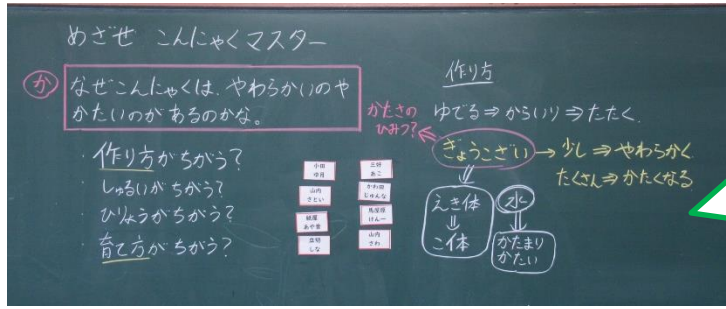 めざせ こんにゃくマスター
か
なぜこんにゃくは、やわらかいのや
かたいのがあるのかな。
・作り方がちがう?
・しゅるいがちがう?
・ひりょうがちがう?
・育て方がちがう?
山内
さわ
作り方
ゆでる⇒からいり⇒たたく
かたさの
ひみつ?
ぎょうこざい→少し⇒やわらかく
たくさん⇒かたくなる
えき体
こ体
水
かたまり
かたい